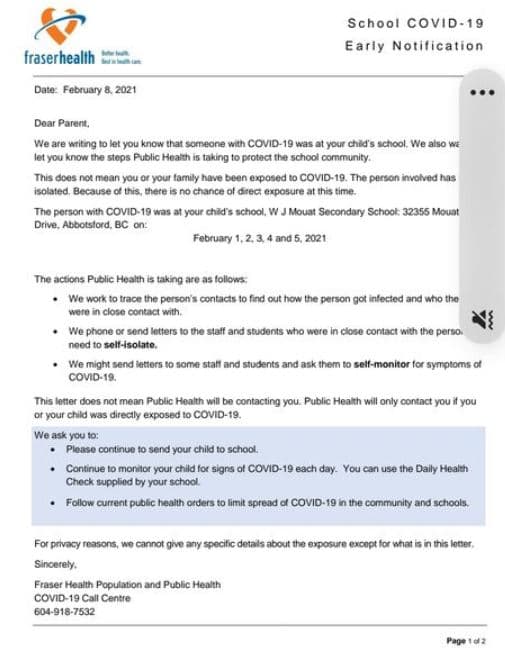 School COVID-19
Early Notification
fraserhealth
Better health.
Best in health care.
Date: February 8, 2021
Dear Parent,
We are writing to let you know that someone with COVID-19 was at your child's school. We also wa
let you know the steps Public Health is taking to protect the school community.
This does not mean you or your family have been exposed to COVID-19. The person involved has
isolated. Because of this, there is no chance of direct exposure at this time.
The person with COVID-19 was at your child's school, W J Mouat Secondary School: 32355 Mouat
Drive, Abbotsford, BC on:
February 1, 2, 3, 4 and 5, 2021
The actions Public Health is taking are as follows:
• We work to trace the person's contacts to find out how the person got infected and who the
were in close contact with.
• We phone or send letters to the staff and students who were in close contact with the perso
need to self-isolate.
• We might send letters to some staff and students and ask them to self-monitor for symptoms of
COVID-19.
This letter does not mean Public Health will be contacting you. Public Health will only contact you if you
or your child was directly exposed to COVID-19.
We ask you to:
• Please continue to send your child to school.
• Continue to monitor your child for signs of COVID-19 each day. You can use the Daily Health
Check supplied by your school.
• Follow current public health orders to limit spread of COVID-19 in the community and schools.
For privacy reasons, we cannot give any specific details about the exposure except for what is in this letter.
Sincerely,
Fraser Health Population and Public Health
COVID-19 Call Centre
604-918-7532
Page 1 of 2